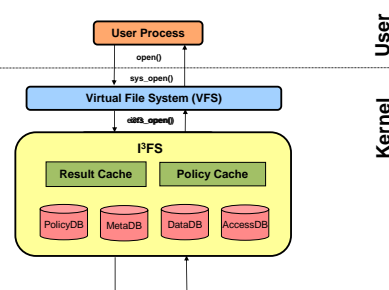 User Process
User
open()
sys_open()
Virtual File System (VFS)
Kernel
I³FS
Result Cache
Policy Cache
PolicyDB
MetaDB
DataDB
AccessDB